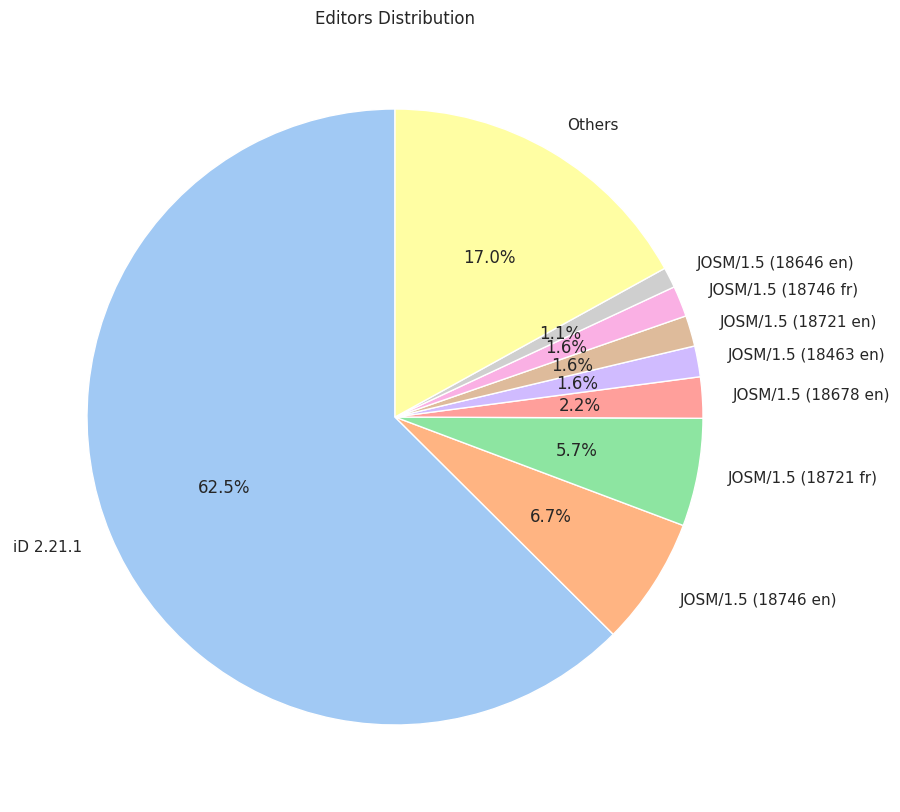 Editors Distribution
Others
17.0%
JOSM/1.5 (18646 en)
1.1%
JOSM/1.5 (18746 fr)
1.6%
JOSM/1.5 (18721 en)
1.6%
JOSM/1.5 (18463 en)
1.6%
JOSM/1.5 (18678 en)
2.2%
JOSM/1.5 (18721 fr)
5.7%
JOSM/1.5 (18746 en)
6.7%
62.5%
iD 2.21.1